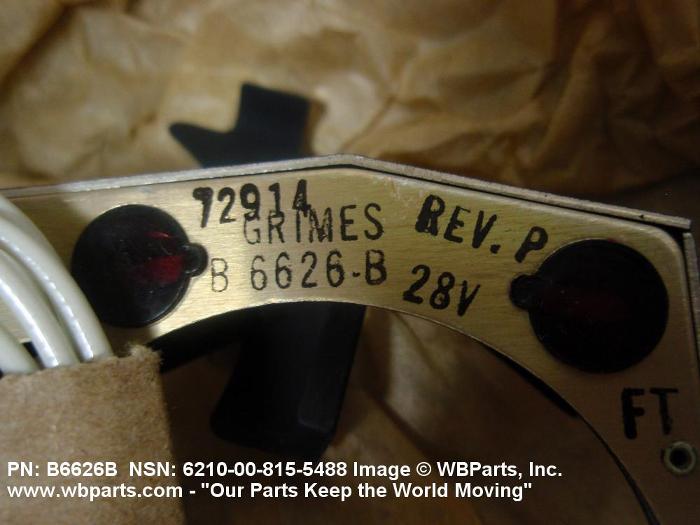 72914
GRIMES
B 6626-B
REV. P
28V
FT
PN: B6626B NSN: 6210-00-815-5488 Image © WBParts, Inc.
www.wbparts.com - "Our Parts Keep the World Moving"